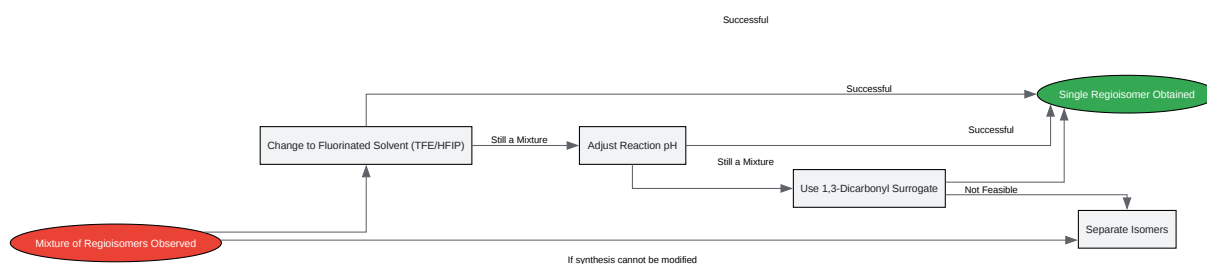 Successful
Successful
Single Regioisomer Obtained
Successful
Change to Fluorinated Solvent (TFE/HFIP)
Still a Mixture
Adjust Reaction pH
Still a Mixture
Use 1,3-Dicarbonyl Surrogate
Not Feasible
Separate Isomers
Mixture of Regioisomers Observed
If synthesis cannot be modified